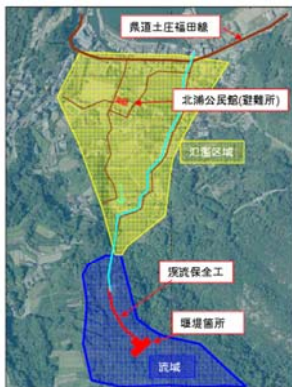 県道土庄福田線
北浦公民館(避難所)
氾濫区域
渓流保全工
堰堤箇所
流域